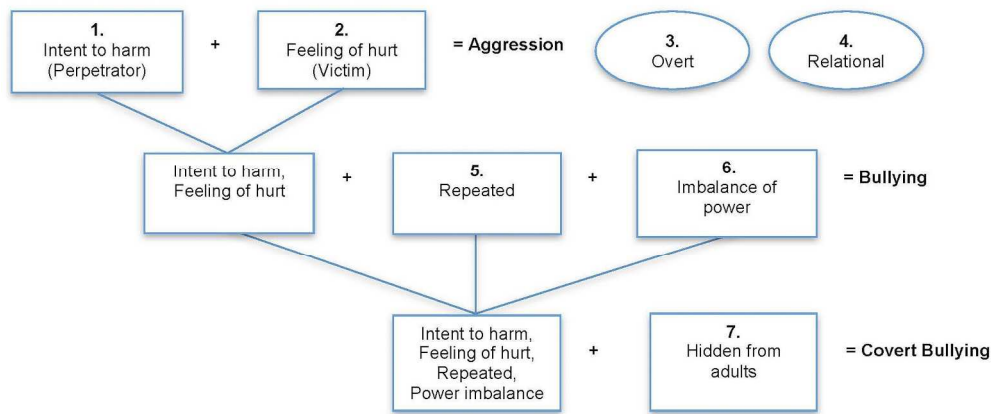 1.
Intent to harm
(Perpetrator)
+
2.
Feeling of hurt
(Victim)
= Aggression
3.
Overt
4.
Relational
Intent to harm,
Feeling of hurt
+
5.
Repeated
+
6.
Imbalance of
power
= Bullying
Intent to harm,
Feeling of hurt,
Repeated,
Power imbalance
+
7.
Hidden from
adults
= Covert Bullying